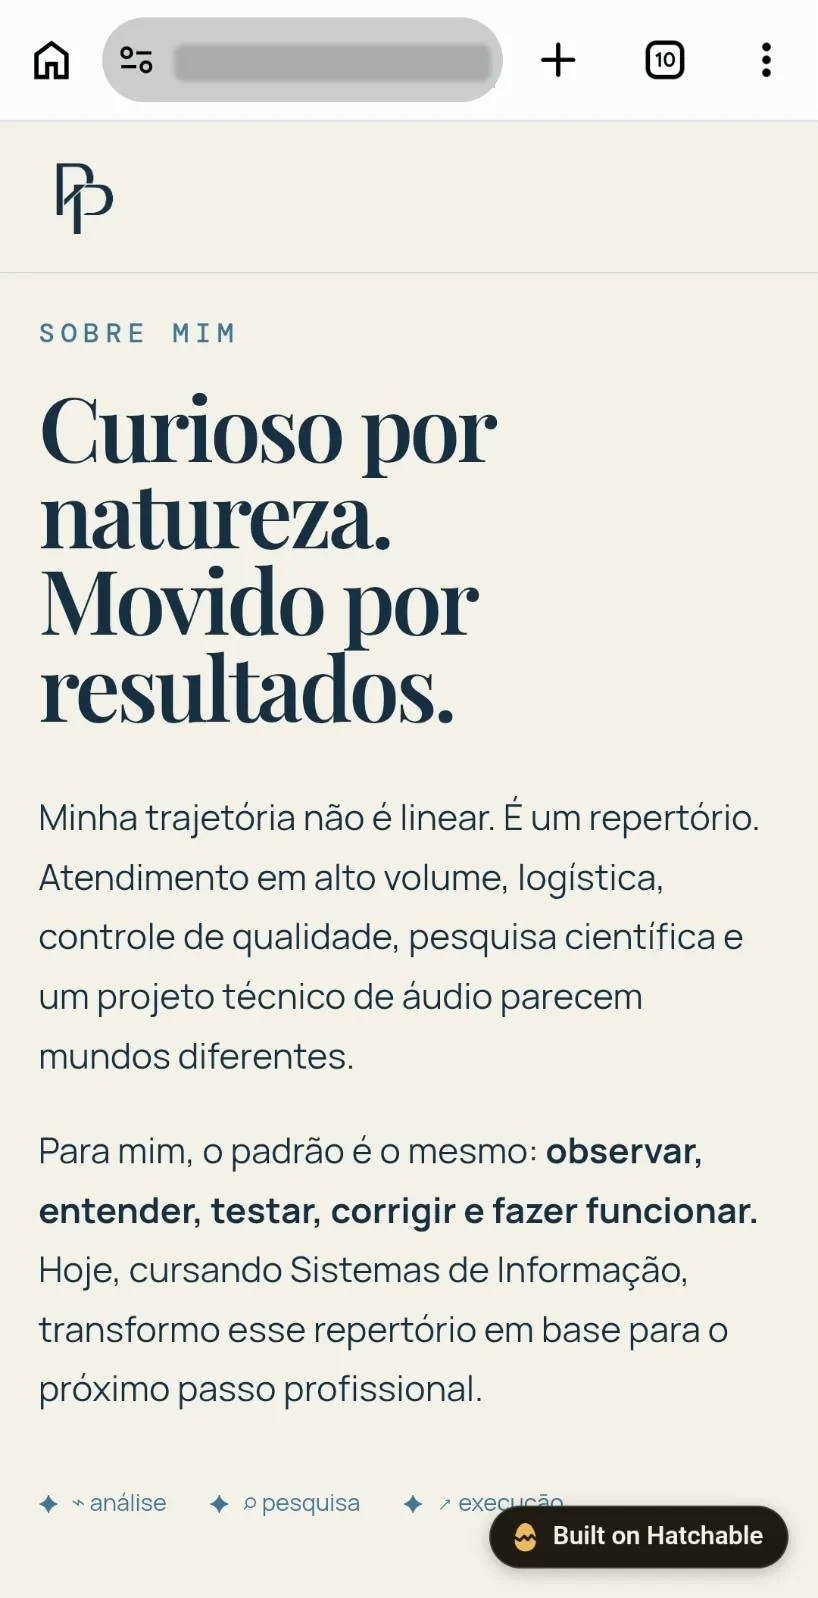 10
PP
SOBRE MIM
Curioso por
natureza.
Movido por
resultados.
Minha trajetória não é linear. É um repertório.
Atendimento em alto volume, logística,
controle de qualidade, pesquisa científica e
um projeto técnico de áudio parecem
mundos diferentes.
Para mim, o padrão é o mesmo: observar,
entender, testar, corrigir e fazer funcionar.
Hoje, cursando Sistemas de Informação,
transformo esse repertório em base para o
próximo passo profissional.
análise pesquisa execução
Built on Hatchable